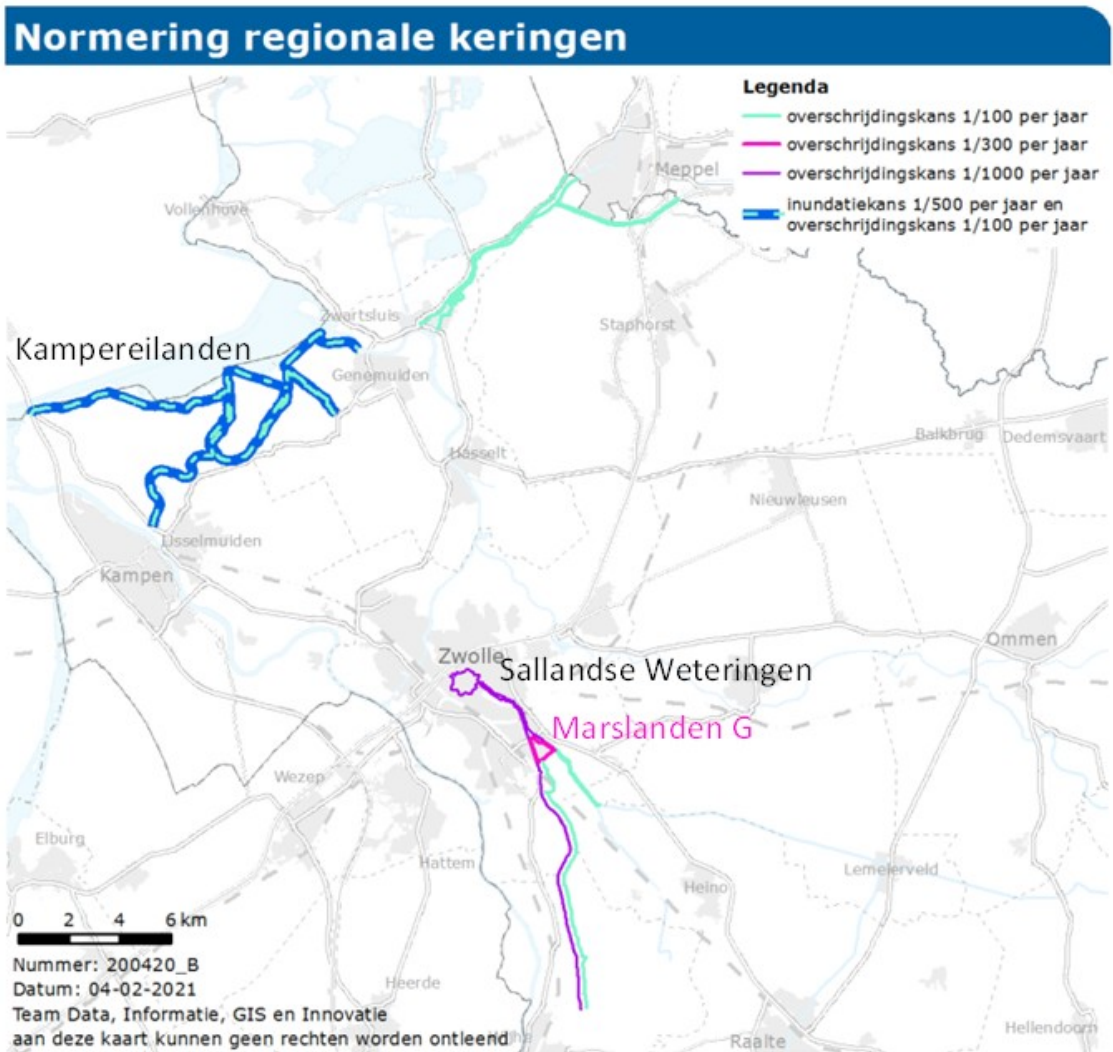 Normering regionale keringen
Legenda
overschrijdingskans 1/100 per jaar
overschrijdingskans 1/300 per jaar
overschrijdingskans 1/1000 per jaar
inundatiekans 1/500 per jaar en
overschrijdingskans 1/100 per jaar
Meppel
Vollenhove
Zwartsluis
Staphorst
Kampereilanden
Genemuiden
Balkbrug
Dedemsvaart
Hasselt
Nieuwleusen
IJsselmuiden
Kampen
Ommen
Zwolle
Sallandse Weteringen
Marslanden G
Wezep
Elburg
Hattem
Lemelerveld
Heino
0 2 4 6 km
Nummer: 200420_B
Datum: 04-02-2021
Heerde
Team Data, Informatie, GIS en Innovatie
aan deze kaart kunnen geen rechten worden ontleend
Raalte
Hellendoorn